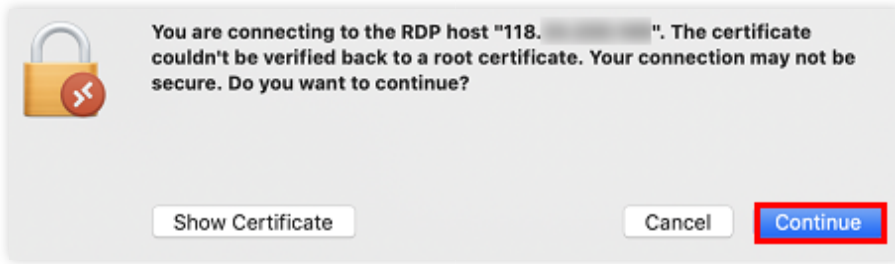 You are connecting to the RDP host "118. ". The certificate
couldn't be verified back to a root certificate. Your connection may not be
secure. Do you want to continue?
Show Certificate
Cancel
Continue